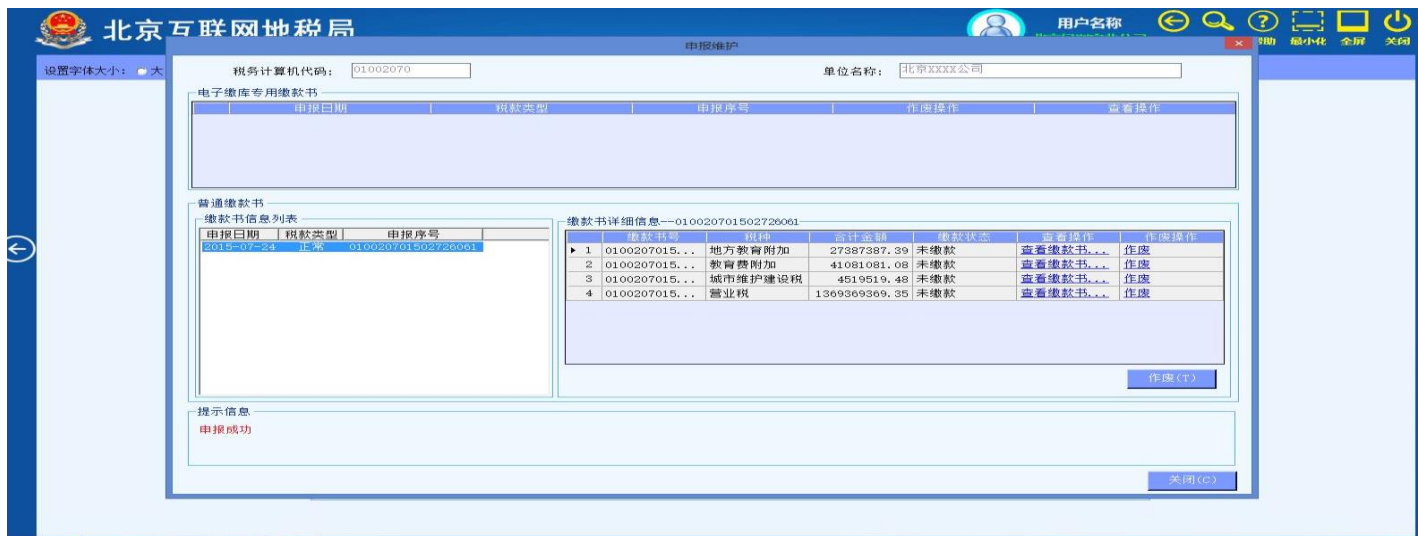 北京互联网地税局
用户名称
帮助 最小化 全屏 关闭
申报维护
设置字体大小： 大
税务计算机代码： 01002070 单位名称： 北京XXXX公司
电子缴库专用缴款书
申报日期 税款类型 申报序号 作废操作 查看操作
普通缴款书
缴款书信息列表
申报日期 税款类型 申报序号
2015-07-24 正常 010020701502726061
缴款书详细信息--010020701502726061
缴款书号 税种 合计金额 缴款状态 查看操作 作废操作
1 0100207015... 地方教育附加 27387387.39 未缴款 查看缴款书... 作废
2 0100207015... 教育费附加 41081081.08 未缴款 查看缴款书... 作废
3 0100207015... 城市维护建设税 4519519.48 未缴款 查看缴款书... 作废
4 0100207015... 营业税 1369369369.35 未缴款 查看缴款书... 作废
作废(T)
提示信息
申报成功
关闭(C)